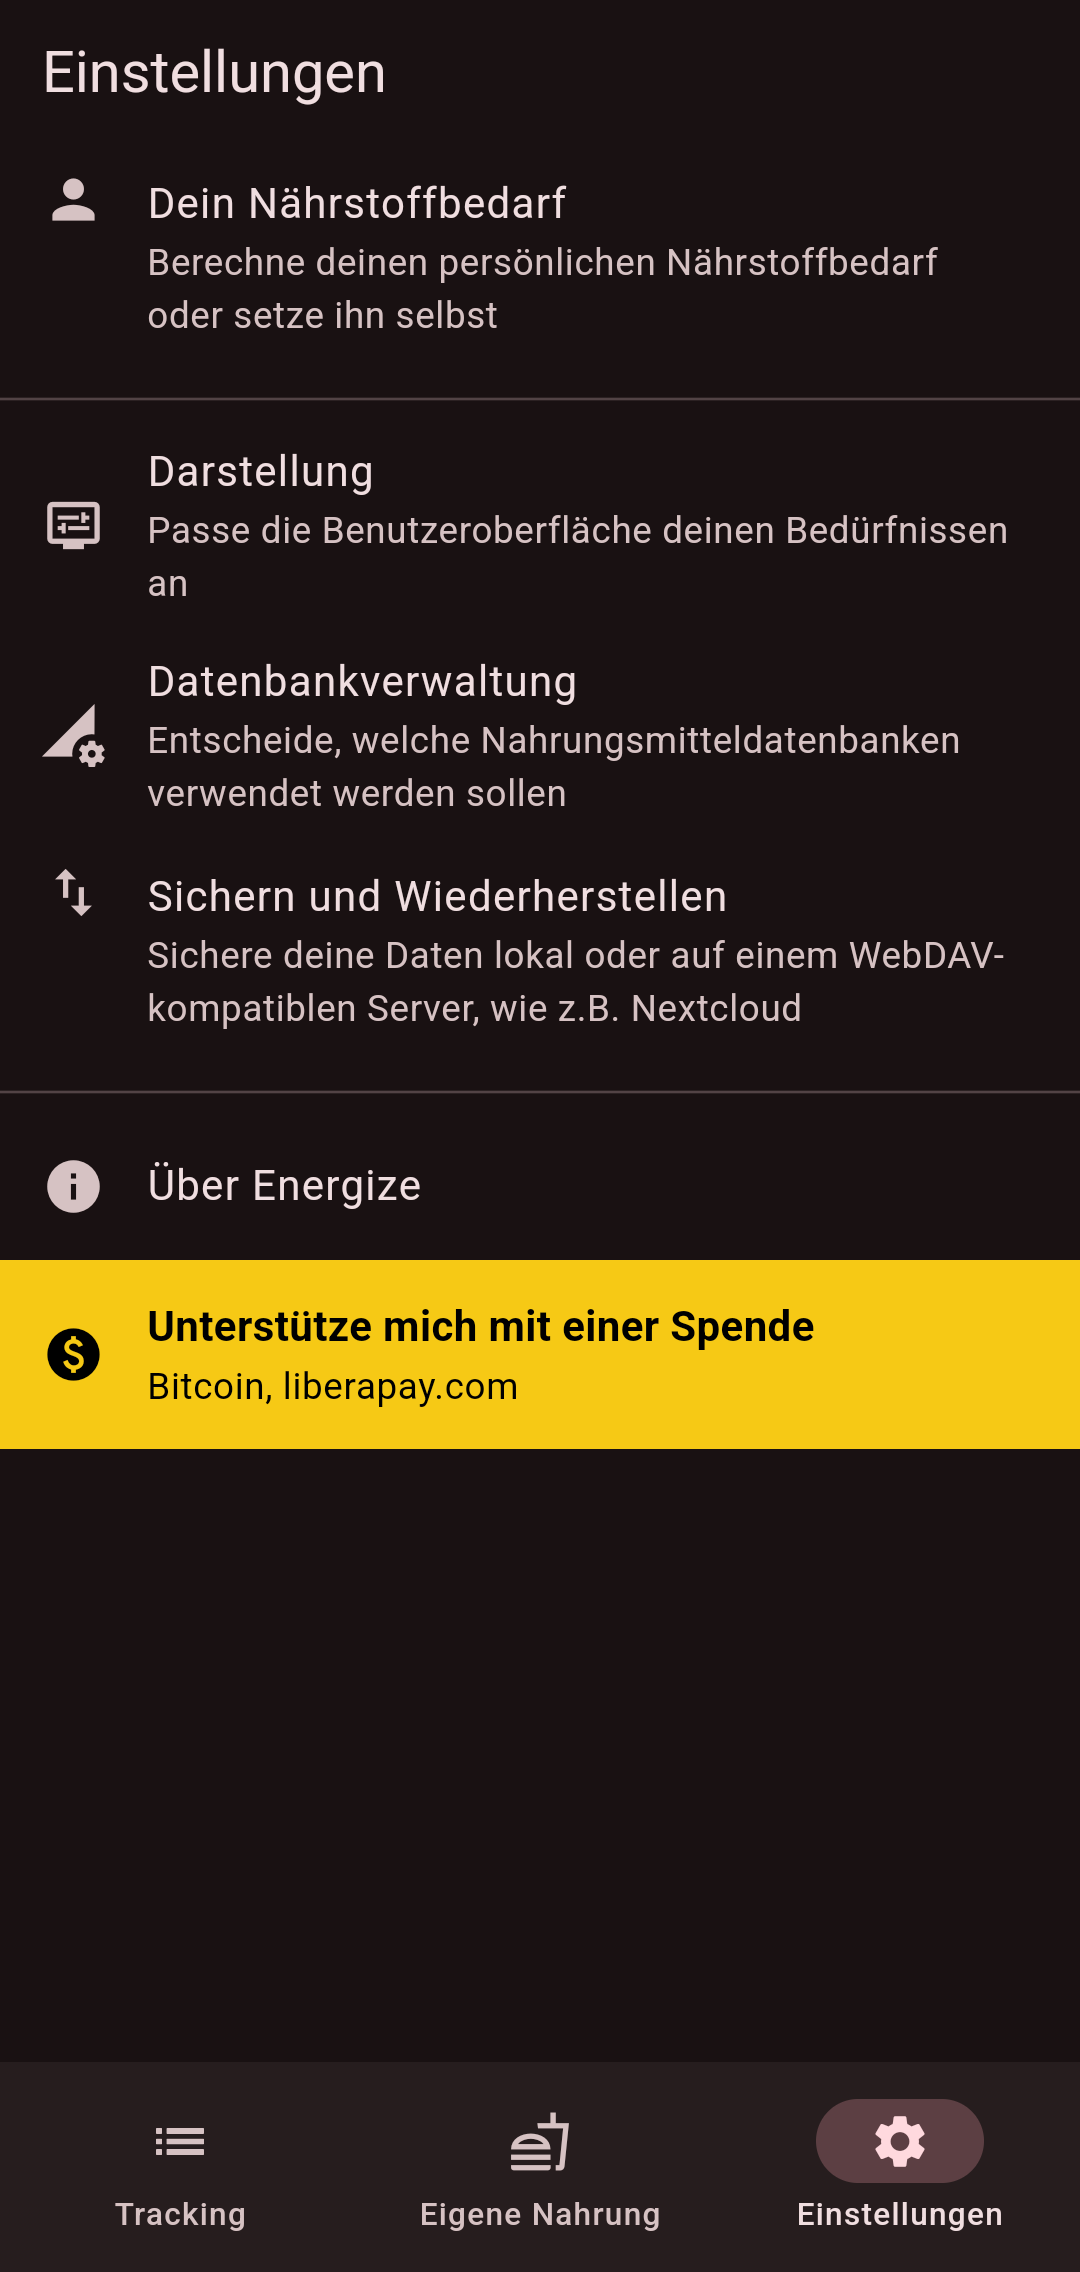 Einstellungen
Dein Nährstoffbedarf
Berechne deinen persönlichen Nährstoffbedarf
oder setze ihn selbst
Darstellung
Passe die Benutzeroberfläche deinen Bedürfnissen
an
Datenbankverwaltung
Entscheide, welche Nahrungsmitteldatenbanken
verwendet werden sollen
Sichern und Wiederherstellen
Sichere deine Daten lokal oder auf einem WebDAV-
kompatiblen Server, wie z.B. Nextcloud
Über Energize
Unterstütze mich mit einer Spende
Bitcoin, liberapay.com
Tracking
Eigene Nahrung
Einstellungen